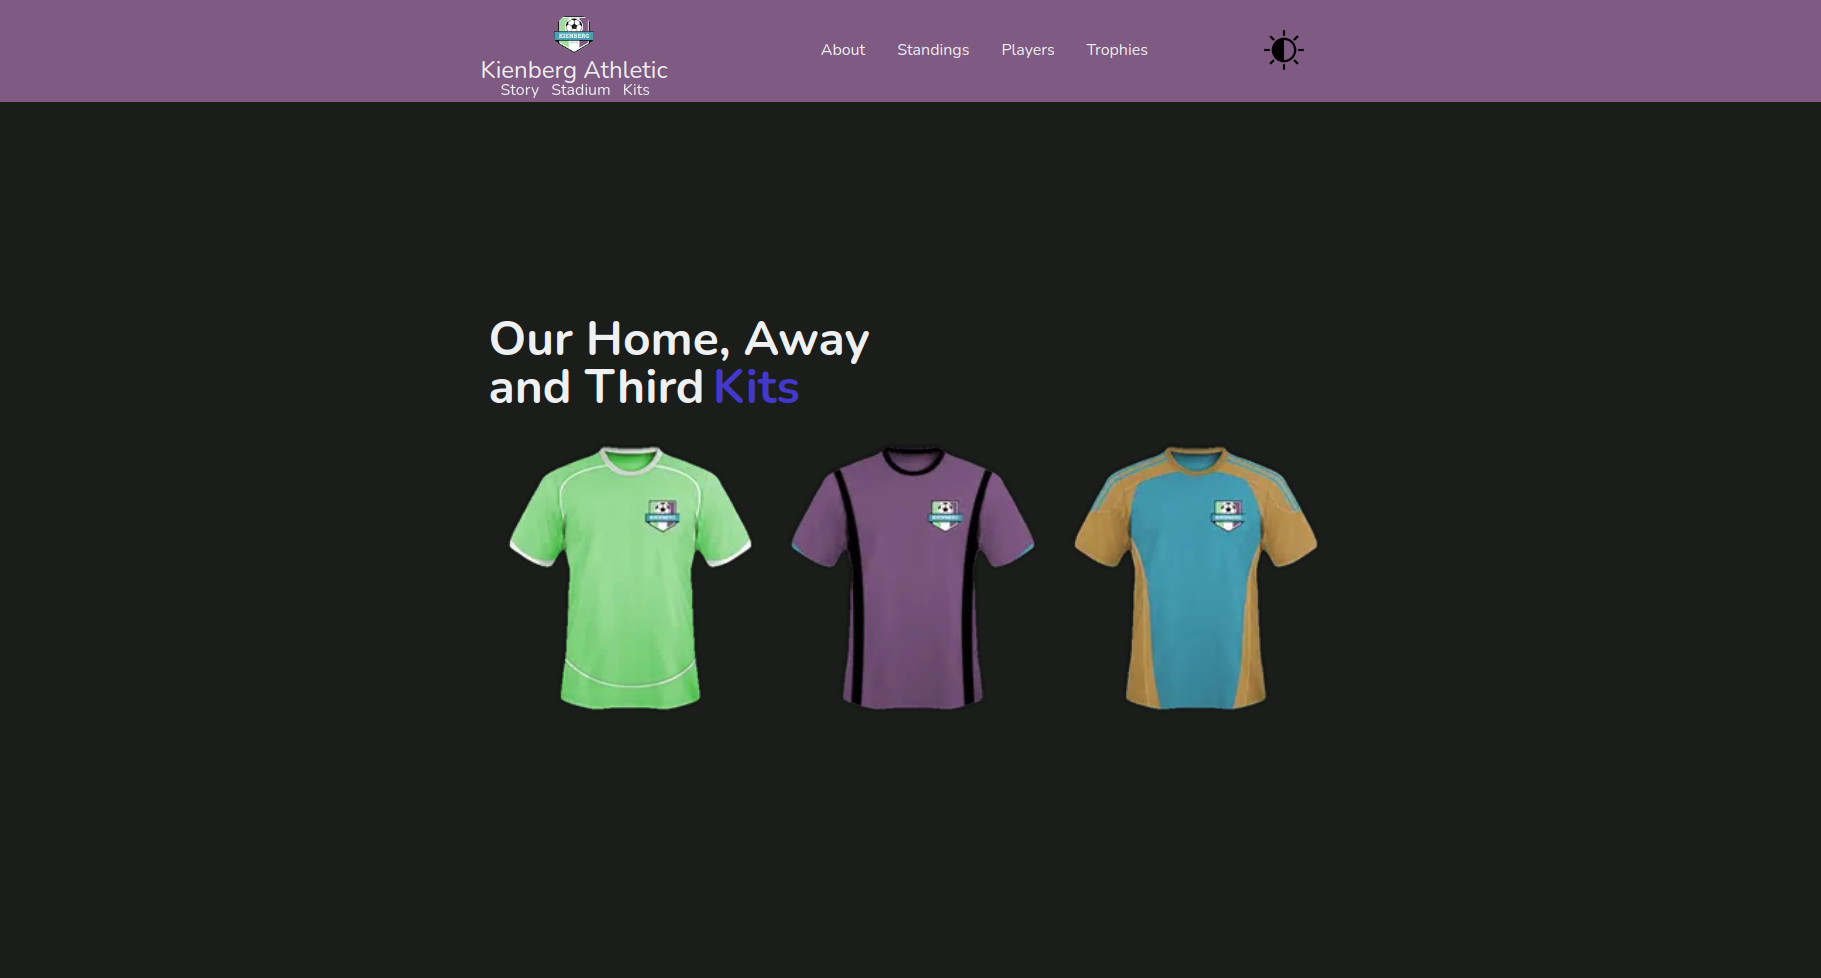 KIENBERG
Kienberg Athletic
Story Stadium Kits
About Standings Players Trophies
Our Home, Away
and Third Kits